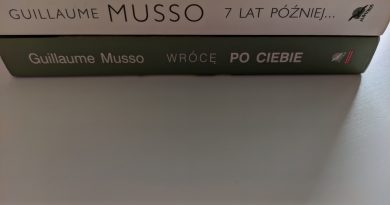 GUILLAUME MUSSO 7 LAT PÓŹNIEJ...
Guillaume Musso WRÓCĘ PO CIEBIE